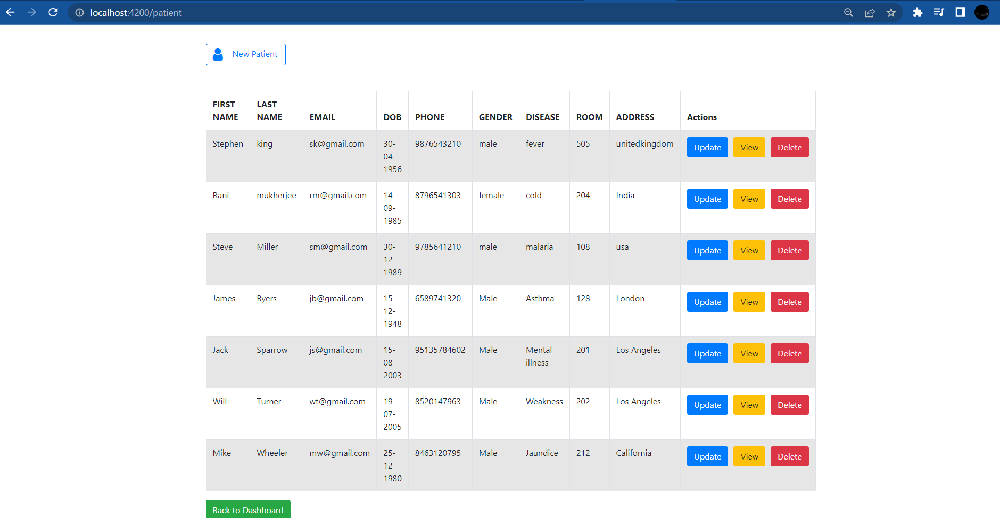 localhost:4200/patient
New Patient
FIRST NAME LAST NAME EMAIL DOB PHONE GENDER DISEASE ROOM ADDRESS Actions
Stephen king sk@gmail.com 30-04-1956 9876543210 male fever 505 unitedkingdom Update View Delete
Rani mukherjee rm@gmail.com 14-09-1985 8796541303 female cold 204 India Update View Delete
Steve Miller sm@gmail.com 30-12-1989 9785641210 male malaria 108 usa Update View Delete
James Byers jb@gmail.com 15-12-1948 6589741320 Male Asthma 128 London Update View Delete
Jack Sparrow js@gmail.com 15-08-2003 95135784602 Male Mental illness 201 Los Angeles Update View Delete
Will Turner wt@gmail.com 19-07-2005 8520147963 Male Weakness 202 Los Angeles Update View Delete
Mike Wheeler mw@gmail.com 25-12-1980 8463120795 Male Jaundice 212 California Update View Delete
Back to Dashboard